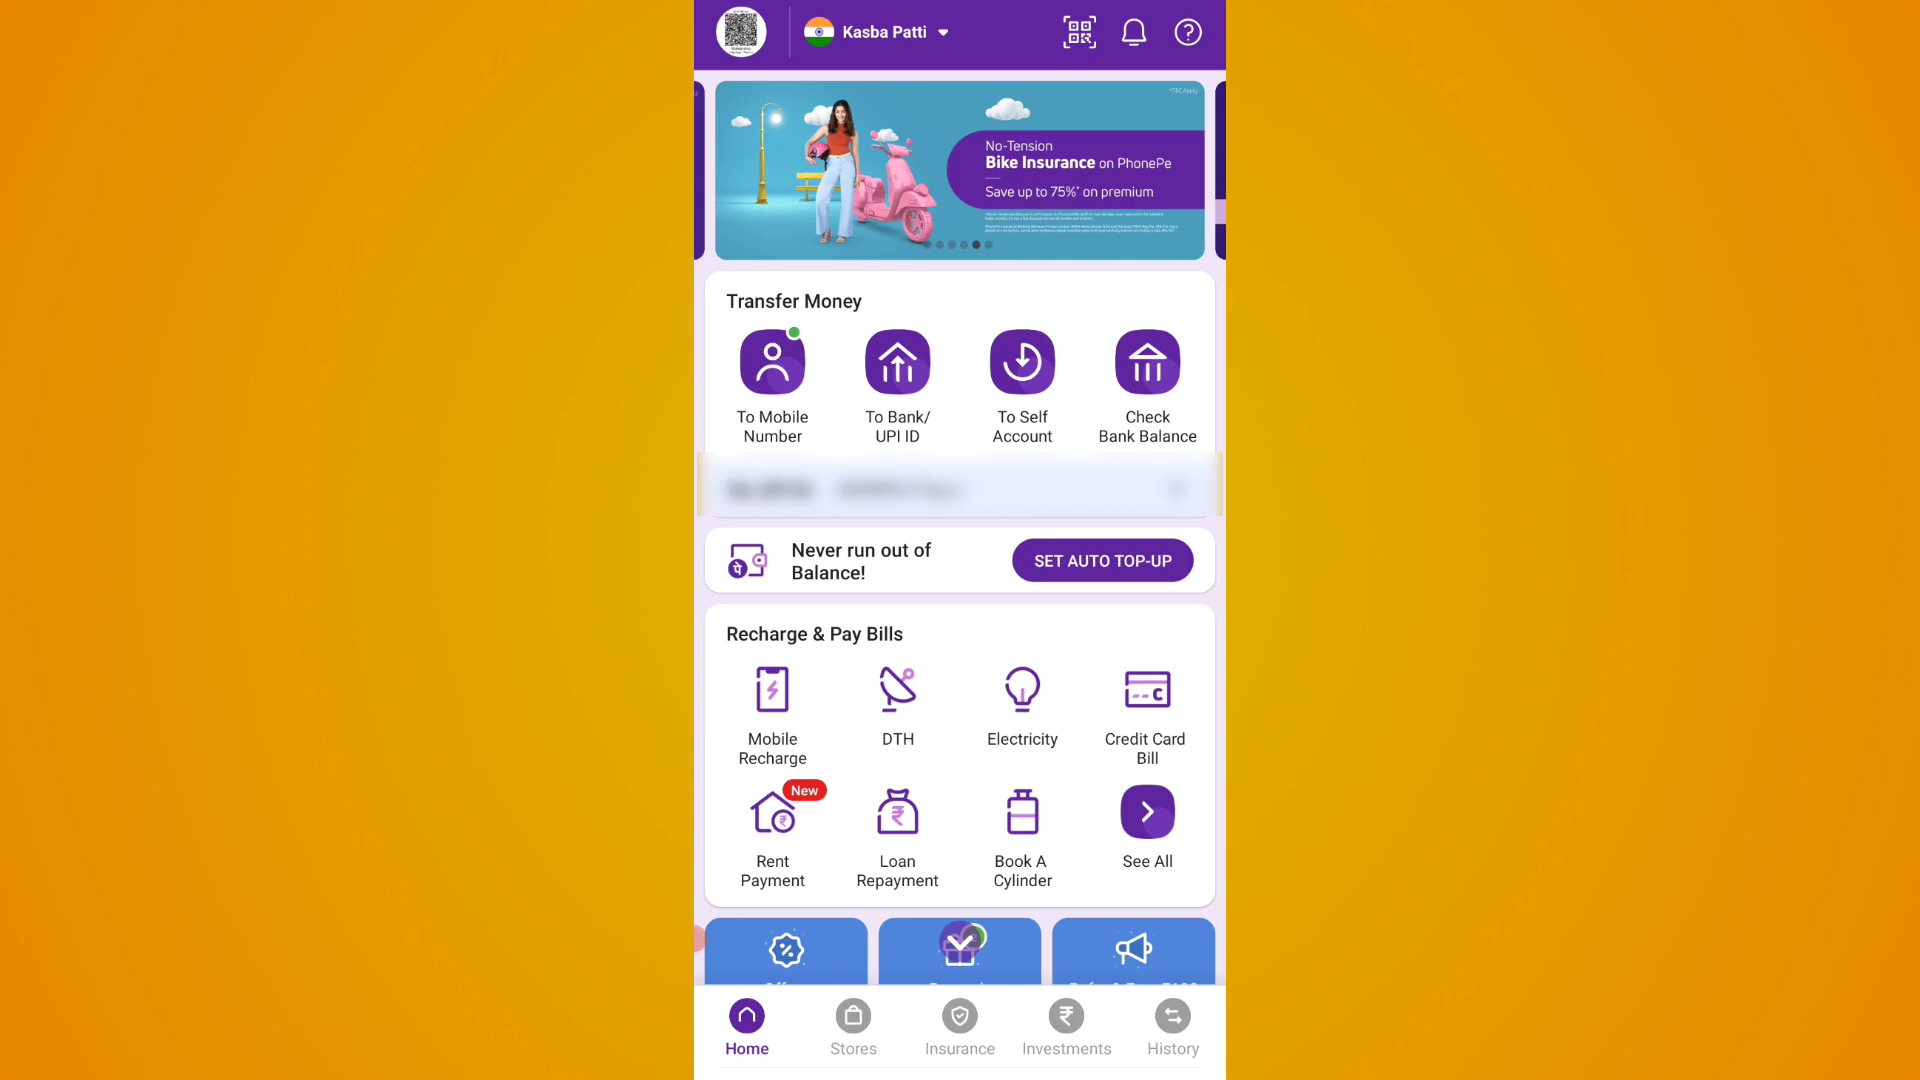 Kasba Patti
*T&C Apply
No-Tension
Bike Insurance on PhonePe
Save up to 75%* on premium
Transfer Money
To Mobile
Number
To Bank/
UPI ID
To Self
Account
Check
Bank Balance
Never run out of
Balance!
SET AUTO TOP-UP
पे
Recharge & Pay Bills
Mobile
Recharge
DTH
Electricity
Credit Card
Bill
New
Rent
Payment
Loan
Repayment
Book A
Cylinder
See All
Home
Stores
Insurance
Investments
History